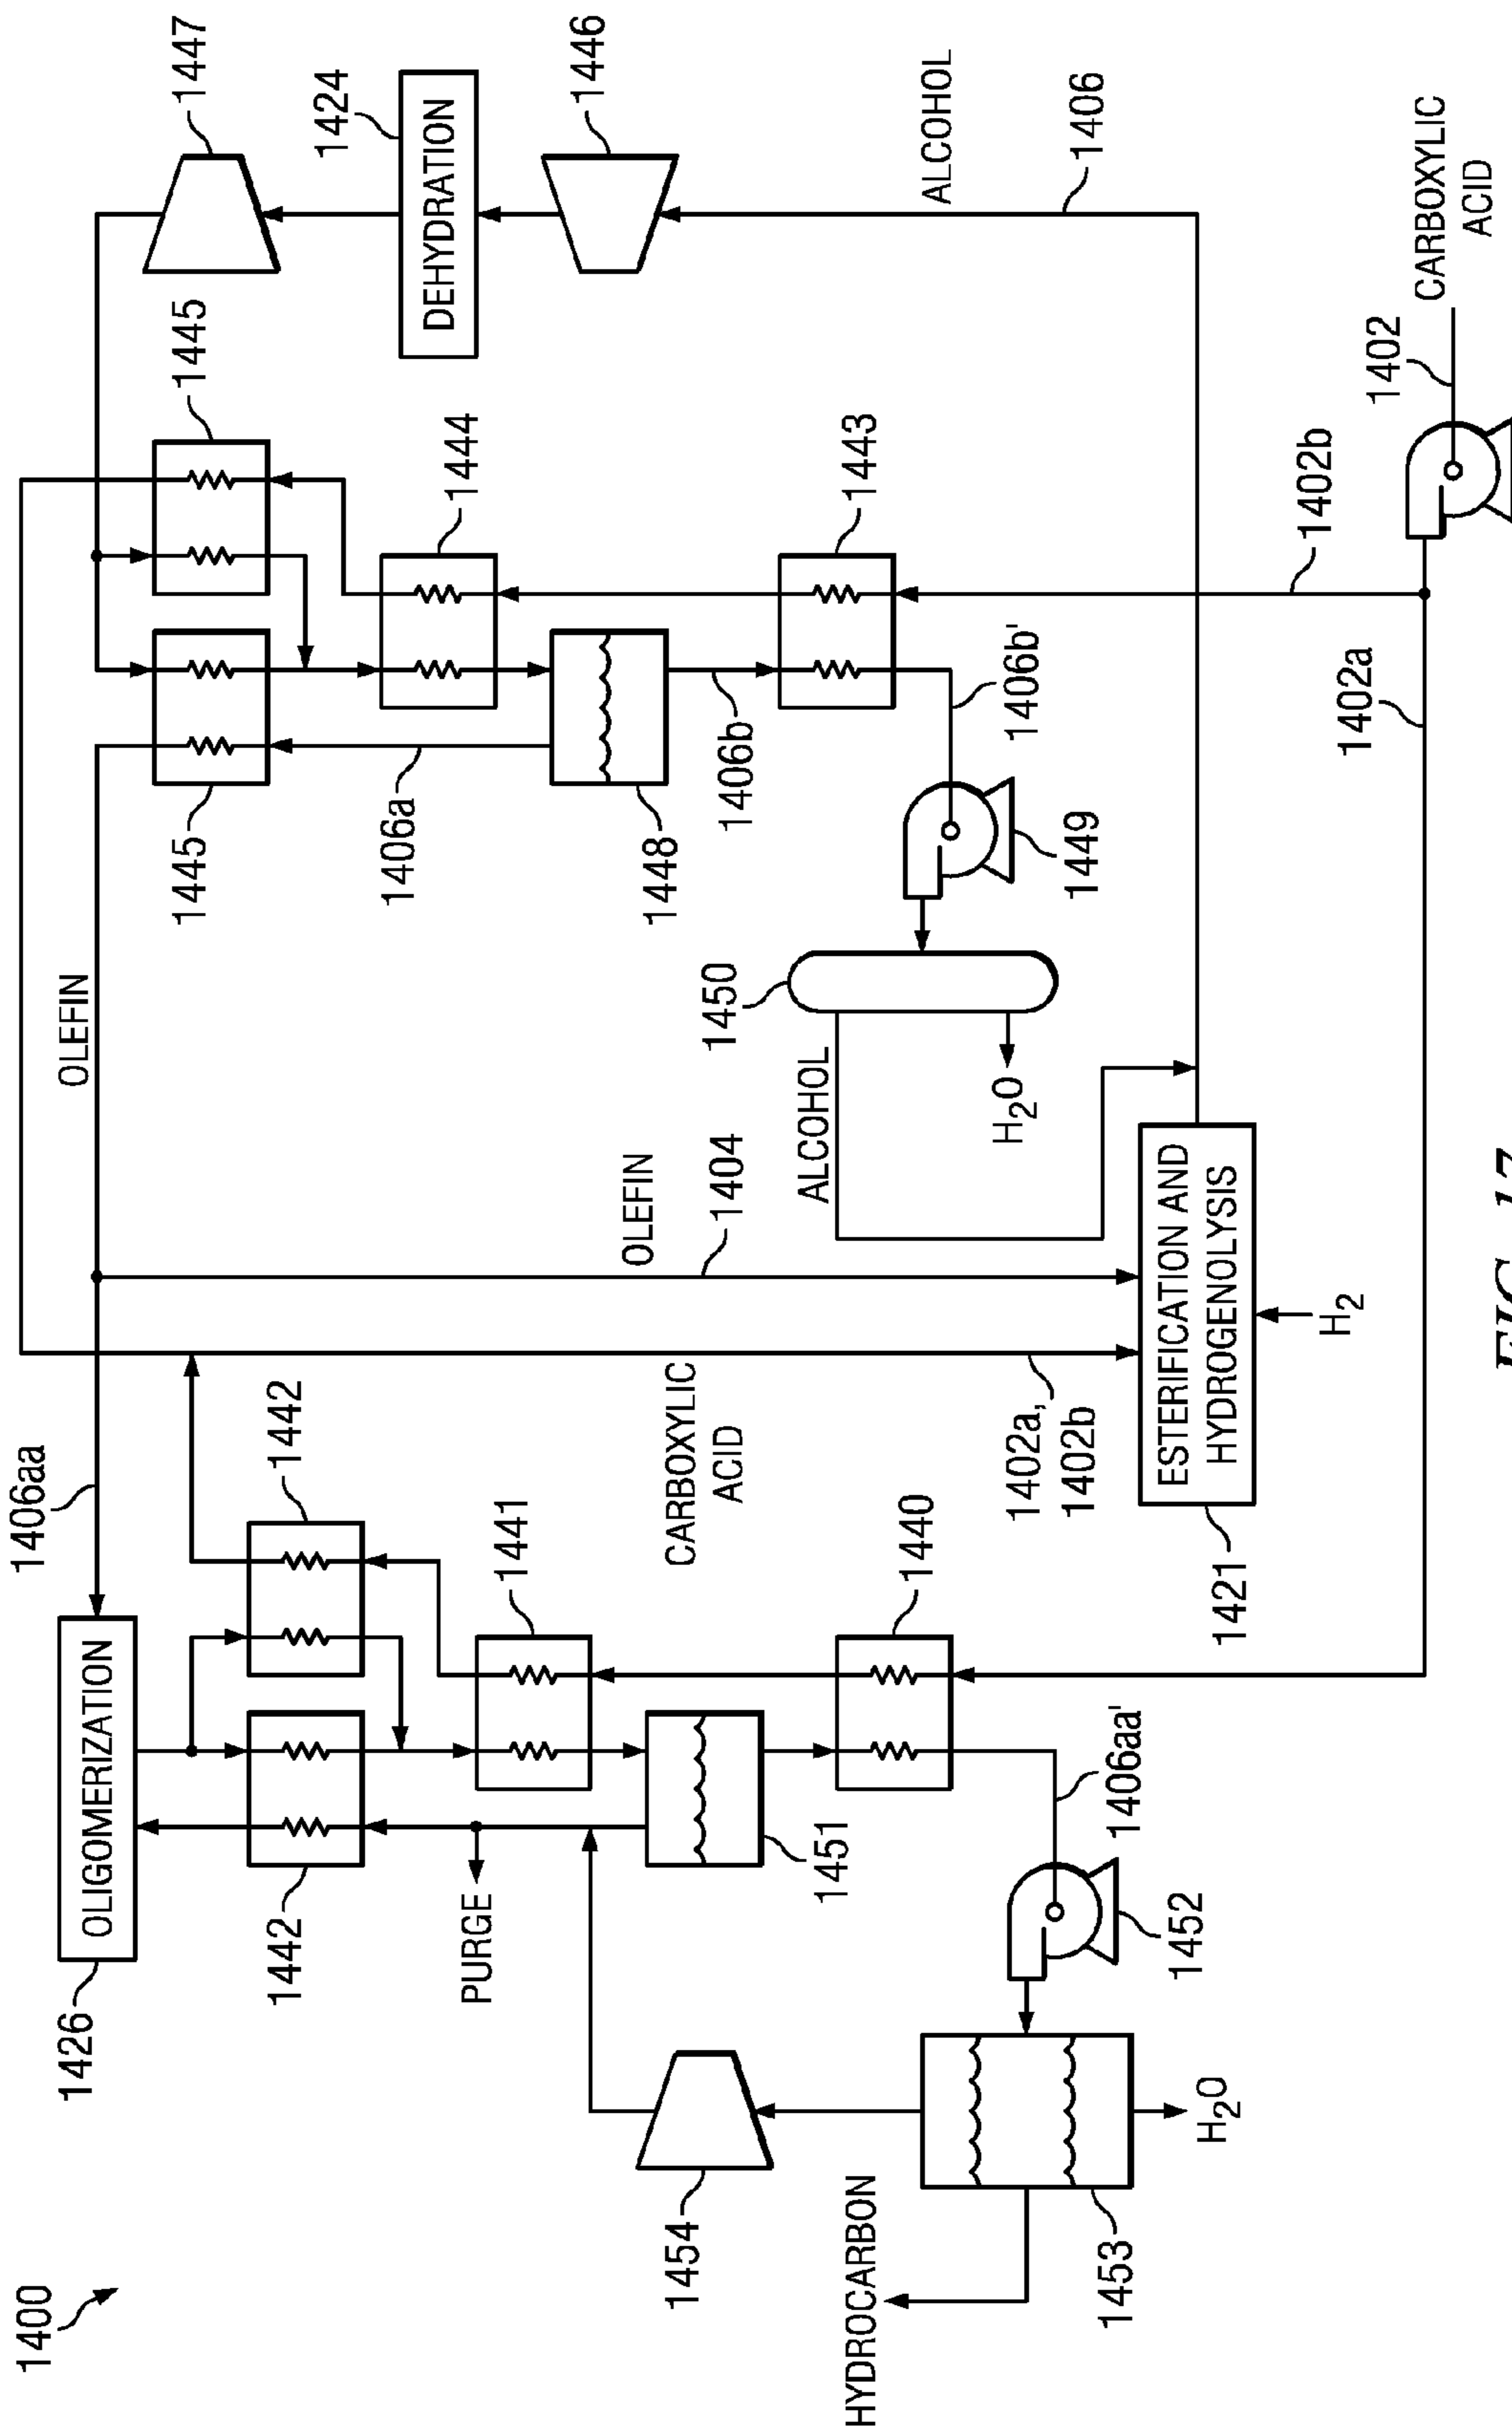 1400
1426
OLIGOMERIZATION
1406aa
OLEFIN
1445
1445
1447
1442
1442
1424
DEHYDRATION
1406a
1444
1446
PURGE
1441
CARBOXYLIC
ACID
OLEFIN
1404
1448
1454
1451
1440
1450
1406b
1443
HYDROCARBON
ALCOHOL
ALCOHOL
H2O
1406b'
1449
1406
1402a,
1402b
1453
H2O
1452
1406aa'
1421
ESTERIFICATION AND
HYDROGENOLYSIS
H2
1402a
1402b
1402
CARBOXYLIC
ACID